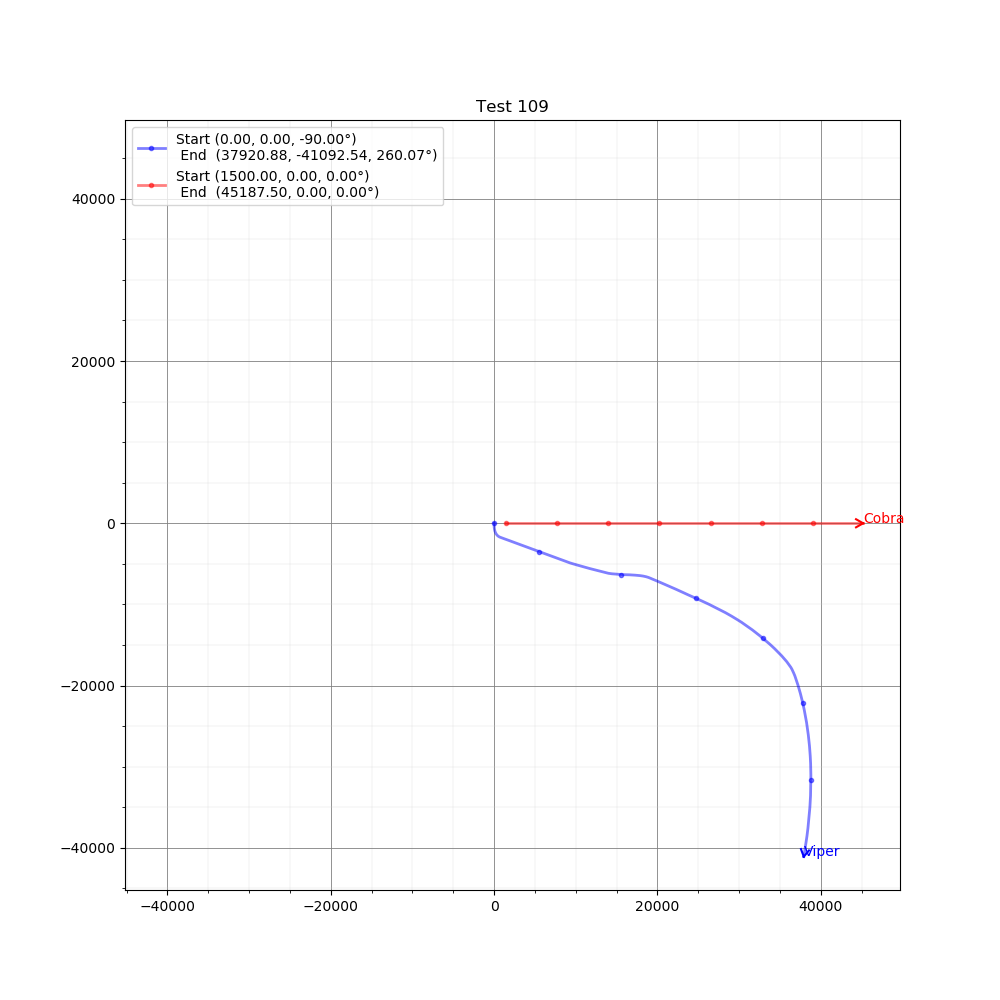 Test 109
Start (0.00, 0.00, -90.00°)
End  (37920.88, -41092.54, 260.07°)
Start (1500.00, 0.00, 0.00°)
End  (45187.50, 0.00, 0.00°)
40000
20000
0
Cobra
−20000
−40000
Viper
−40000
−20000
0
20000
40000